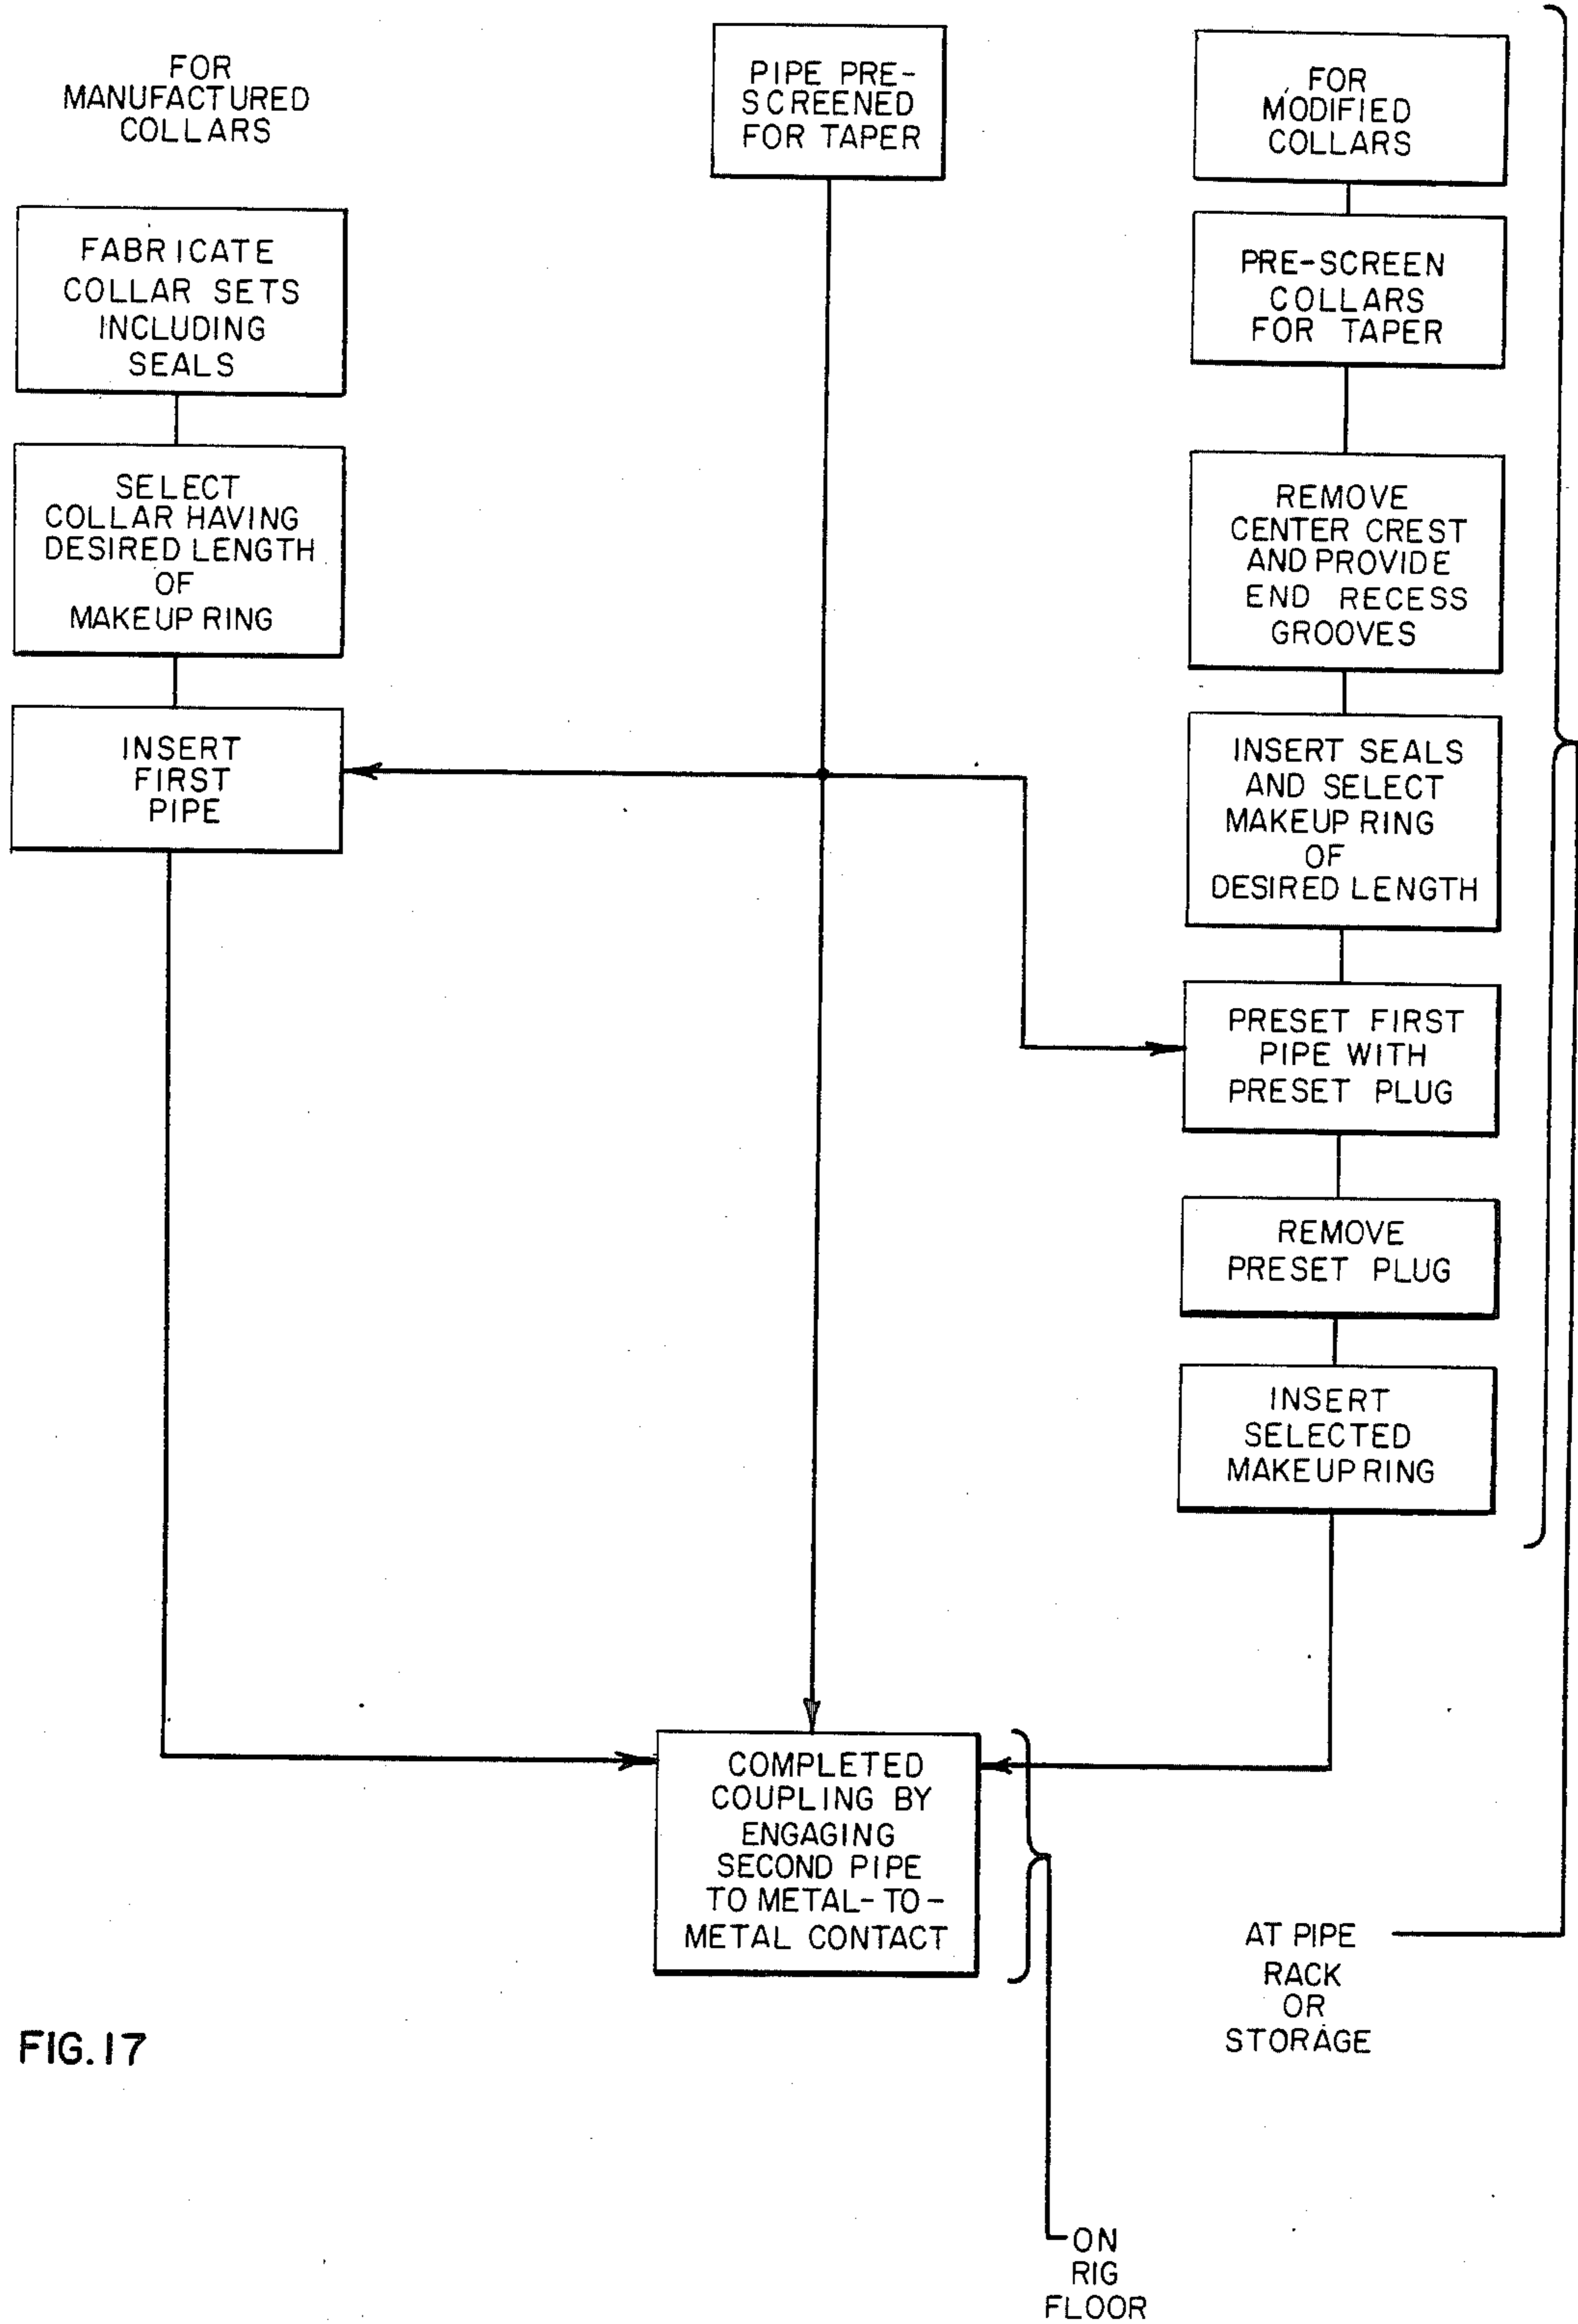 FOR
MANUFACTURED
COLLARS
FABRICATE
COLLAR SETS
INCLUDING
SEALS
SELECT
COLLAR HAVING
DESIRED LENGTH
OF
MAKEUP RING
INSERT
FIRST
PIPE
PIPE PRE-
SCREENED
FOR TAPER
FOR
MODIFIED
COLLARS
PRE-SCREEN
COLLARS
FOR TAPER
REMOVE
CENTER CREST
AND PROVIDE
END RECESS
GROOVES
INSERT SEALS
AND SELECT
MAKEUP RING
OF
DESIRED LENGTH
PRESET FIRST
PIPE WITH
PRESET PLUG
REMOVE
PRESET PLUG
INSERT
SELECTED
MAKEUP RING
COMPLETED
COUPLING BY
ENGAGING
SECOND PIPE
TO METAL-TO-
METAL CONTACT
AT PIPE
RACK
OR
STORAGE
FIG. 17
ON
RIG
FLOOR